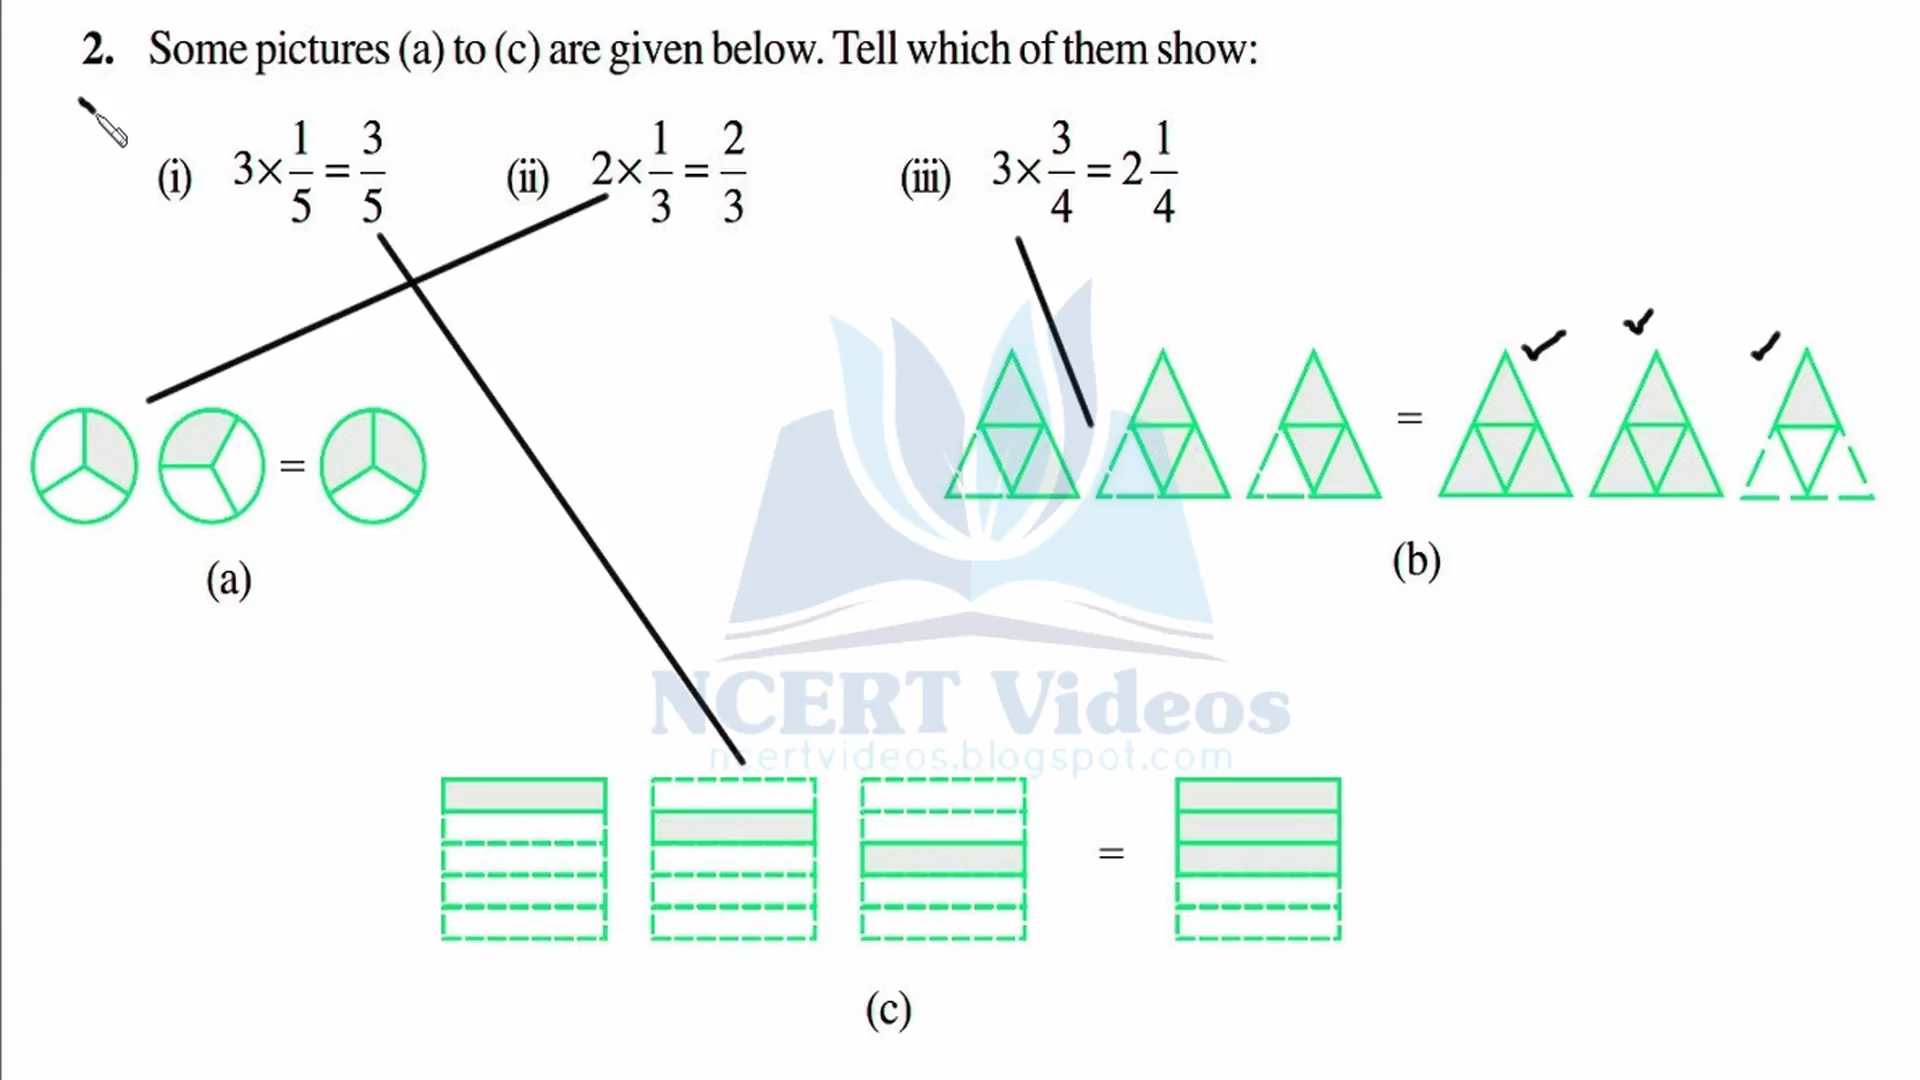 2. Some pictures (a) to (c) are given below. Tell which of them show:
(i) 3×1/5=3/5 (ii) 2×1/3=2/3 (iii) 3×3/4=2 1/4
= =
(a) (b)
NCERT Videos
ncertvideos.blogspot.com
=
(c)